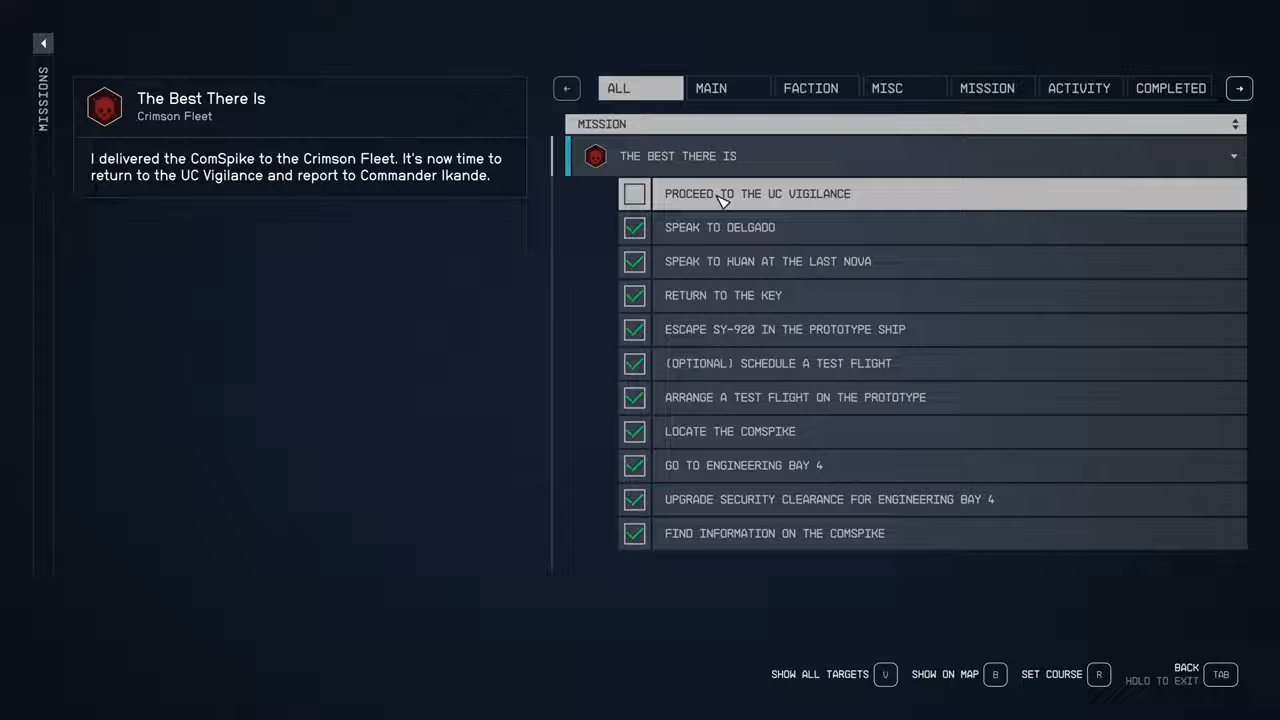 MISSIONS
The Best There Is
Crimson Fleet
I delivered the ComSpike to the Crimson Fleet. It's now time to
return to the UC Vigilance and report to Commander Ikande.
ALL
MAIN
FACTION
MISC
MISSION
ACTIVITY
COMPLETED
MISSION
THE BEST THERE IS
PROCEED TO THE UC VIGILANCE
SPEAK TO DELGADO
SPEAK TO HUAN AT THE LAST NOVA
RETURN TO THE KEY
ESCAPE SY-920 IN THE PROTOTYPE SHIP
(OPTIONAL) SCHEDULE A TEST FLIGHT
ARRANGE A TEST FLIGHT ON THE PROTOTYPE
LOCATE THE COMSPIKE
GO TO ENGINEERING BAY 4
UPGRADE SECURITY CLEARANCE FOR ENGINEERING BAY 4
FIND INFORMATION ON THE COMSPIKE
SHOW ALL TARGETS V
SHOW ON MAP B
SET COURSE R
BACK
HOLD TO EXIT
TAB